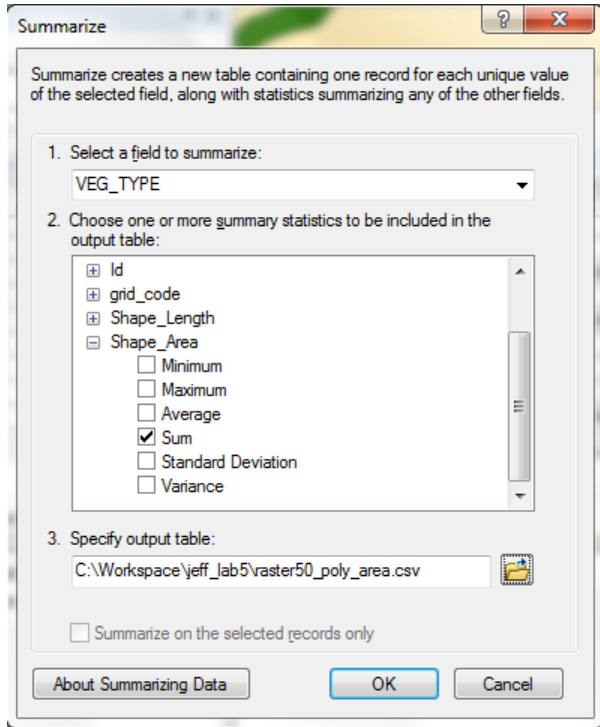 Summarize
Summarize creates a new table containing one record for each unique value
of the selected field, along with statistics summarizing any of the other fields.
1. Select a field to summarize:
VEG_TYPE
2. Choose one or more summary statistics to be included in the
output table:
Id
grid_code
Shape_Length
Shape_Area
Minimum
Maximum
Average
Sum
Standard Deviation
Variance
3. Specify output table:
C:\Workspace\jeff_lab5\raster50_poly_area.csv
Summarize on the selected records only
About Summarizing Data
OK
Cancel